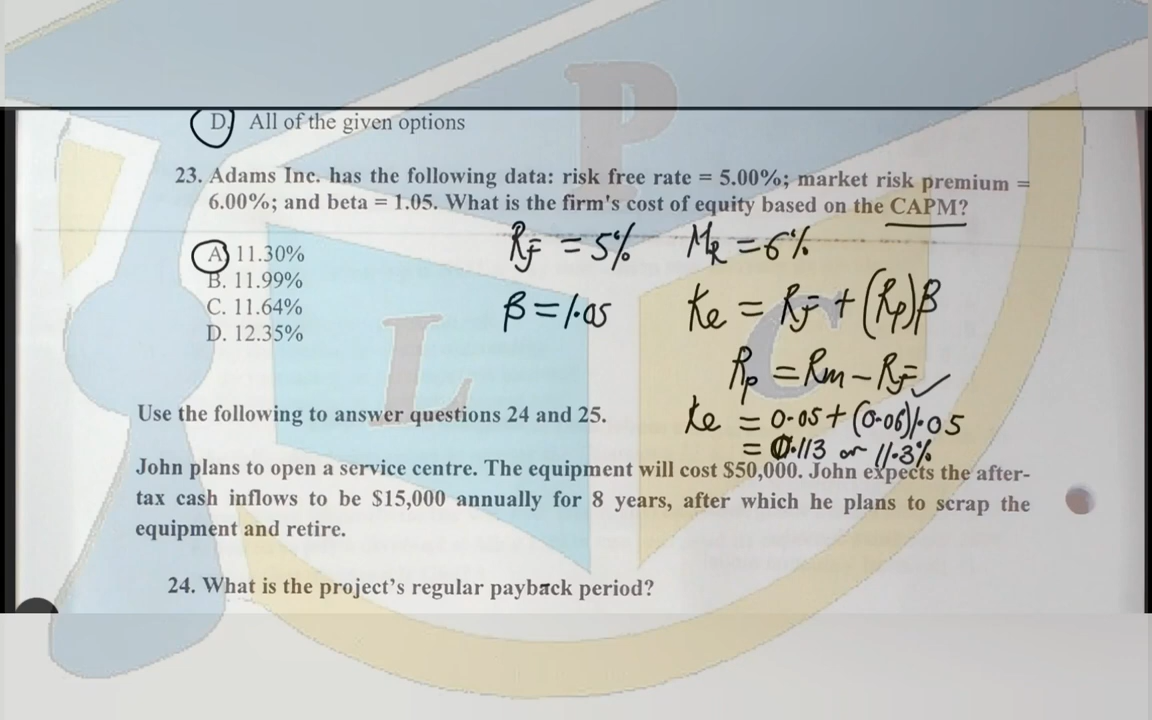 D. All of the given options
23. Adams Inc. has the following data: risk free rate = 5.00%; market risk premium =
6.00%; and beta = 1.05. What is the firm's cost of equity based on the CAPM?
A. 11.30%
B. 11.99%
C. 11.64%
D. 12.35%
RF = 5% MR = 6%
β = 1.05 Ke = RF + (Rp)β
Rp = Rm - RF
Ke = 0.05 + (0.06)1.05
= 0.113 or 11.3%
Use the following to answer questions 24 and 25.
John plans to open a service centre. The equipment will cost $50,000. John expects the after-
tax cash inflows to be $15,000 annually for 8 years, after which he plans to scrap the
equipment and retire.
24. What is the project's regular payback period?
P
L C